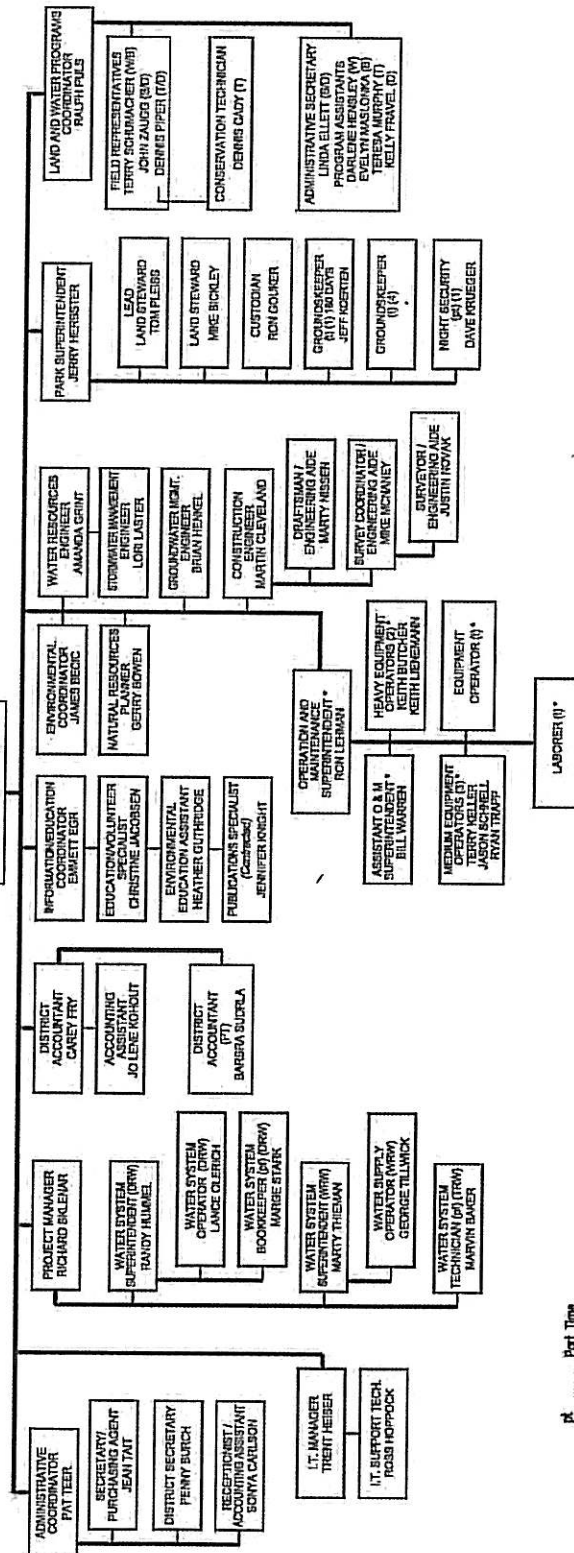 ADMINISTRATIVE
COORDINATOR
PAT TEER
SECRETARY/
PURCHASING AGENT
JEAN TAIT
DISTRICT SECRETARY
PENNY BURCH
RECEPTIONIST /
ACCOUNTING ASSISTANT
SONYA CARLSON
I.T. MANAGER
TRENT HEISER
I.T. SUPPORT TECH.
ROSS HOPPOCK
PROJECT MANAGER
RICHARD SKLENAR
WATER SYSTEM
SUPERINTENDENT (DRW)
RANDY HUMMEL
WATER SYSTEM
OPERATOR (DRW)
LANCE OLERICH
WATER SYSTEM
BOOKKEEPER (pt) (DRW)
MARGIE STARK
WATER SYSTEM
SUPERINTENDENT (WRW)
MARTY THIEMAN
WATER SUPPLY
OPERATOR (WRW)
GEORGE TILLWICK
WATER SYSTEM
TECHNICIAN (pt) (TRW)
MARVIN BAKER
DISTRICT
ACCOUNTANT
CAREY FRY
ACCOUNTING
ASSISTANT
JO LENE KOHOUT
DISTRICT
ACCOUNTANT
(PT)
BARBRA SUDRLA
INFORMATION/EDUCATION
COORDINATOR
EMMETT EGR
EDUCATION/VOLUNTEER
SPECIALIST
CHRISTINE JACOBSEN
ENVIRONMENTAL
EDUCATION ASSISTANT
HEATHER GUTHRIDGE
PUBLICATIONS SPECIALIST
(Contracted)
JENNIFER KNIGHT
ENVIRONMENTAL
COORDINATOR
JAMES BECIC
NATURAL RESOURCES
PLANNER
GERRY BOWEN
WATER RESOURCES
ENGINEER
AMANDA GRINT
STORMWATER MANAGEMENT
ENGINEER
LORI LASTER
GROUNDWATER MGMT.
ENGINEER
BRIAN HENKEL
CONSTRUCTION
ENGINEER
MARTIN CLEVELAND
DRAFTSMAN /
ENGINEERING AIDE
MARTY NISSEN
SURVEY COORDINATOR /
ENGINEERING AIDE
MIKE MCNANEY
SURVEYOR /
ENGINEERING AIDE
JUSTIN NOVAK
OPERATION AND
MAINTENANCE
SUPERINTENDENT *
RON LEHMAN
ASSISTANT O & M
SUPERINTENDENT *
BILL WARREN
HEAVY EQUIPMENT
OPERATORS (2) *
KEITH BUTCHER
KEITH LIENEMANN
MEDIUM EQUIPMENT
OPERATORS (3) *
TERRY KELLER
JASON SCHNELL
RYAN TRAPP
EQUIPMENT
OPERATOR (t) *
LABORER (t) *
PARK SUPERINTENDENT
JERRY HERBSTER
LEAD
LAND STEWARD
TOM PLEISS
LAND STEWARD
MIKE BICKLEY
CUSTODIAN
RON GOUKER
GROUNDSKEEPER
(t) (1) 180 DAYS
JEFF KOERTEN
GROUNDSKEEPER
(t) (4)
*
NIGHT SECURITY
(pt) (1)
DAVE KRUEGER
LAND AND WATER PROGRAMS
COORDINATOR
RALPH PULS
FIELD REPRESENTATIVES
TERRY SCHUMACHER (W/B)
JOHN ZAUGG (S/D)
DENNIS PIPER (T/D)
CONSERVATION TECHNICIAN
DENNIS CADY (T)
ADMINISTRATIVE SECRETARY
LINDA ELLETT (S/D)
PROGRAM ASSISTANTS
DARLENE HENSLEY (W)
EVELYN MASLONKA (B)
TERESA MURPHY (T)
KELLY FRAVEL (D)
pt ...... Part Time